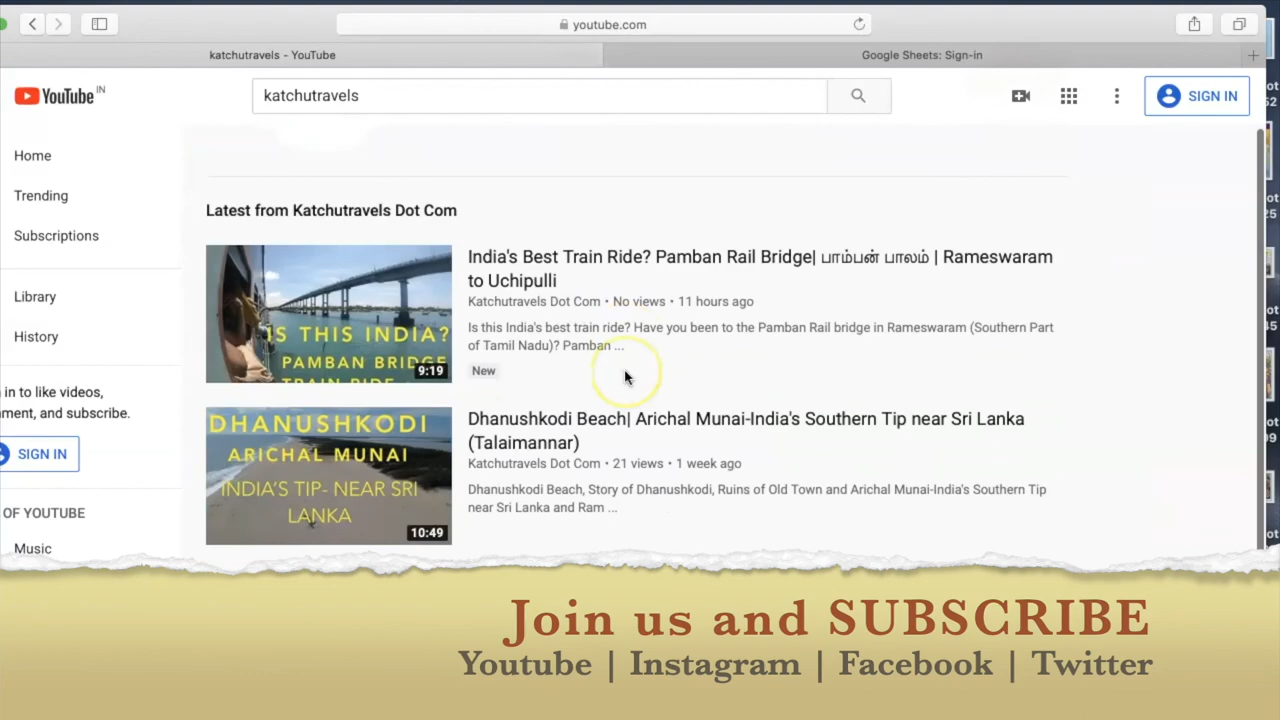 youtube.com
katchutravels - YouTube
Google Sheets: Sign-in
YouTube IN
katchutravels
SIGN IN
Home
Trending
Subscriptions
Library
History
in to like videos,
ment, and subscribe.
SIGN IN
OF YOUTUBE
Music
Latest from Katchutravels Dot Com
IS THIS INDIA?
PAMBAN BRIDGE
TRAIN RIDE
9:19
India's Best Train Ride? Pamban Rail Bridge| பாம்பன் பாலம் | Rameswaram
to Uchipulli
Katchutravels Dot Com • No views • 11 hours ago
Is this India's best train ride? Have you been to the Pamban Rail bridge in Rameswaram (Southern Part
of Tamil Nadu)? Pamban ...
New
DHANUSHKODI
ARICHAL MUNAI
INDIA'S TIP- NEAR SRI
LANKA
10:49
Dhanushkodi Beach| Arichal Munai-India's Southern Tip near Sri Lanka
(Talaimannar)
Katchutravels Dot Com • 21 views • 1 week ago
Dhanushkodi Beach, Story of Dhanushkodi, Ruins of Old Town and Arichal Munai-India's Southern Tip
near Sri Lanka and Ram ...
Join us and SUBSCRIBE
Youtube | Instagram | Facebook | Twitter